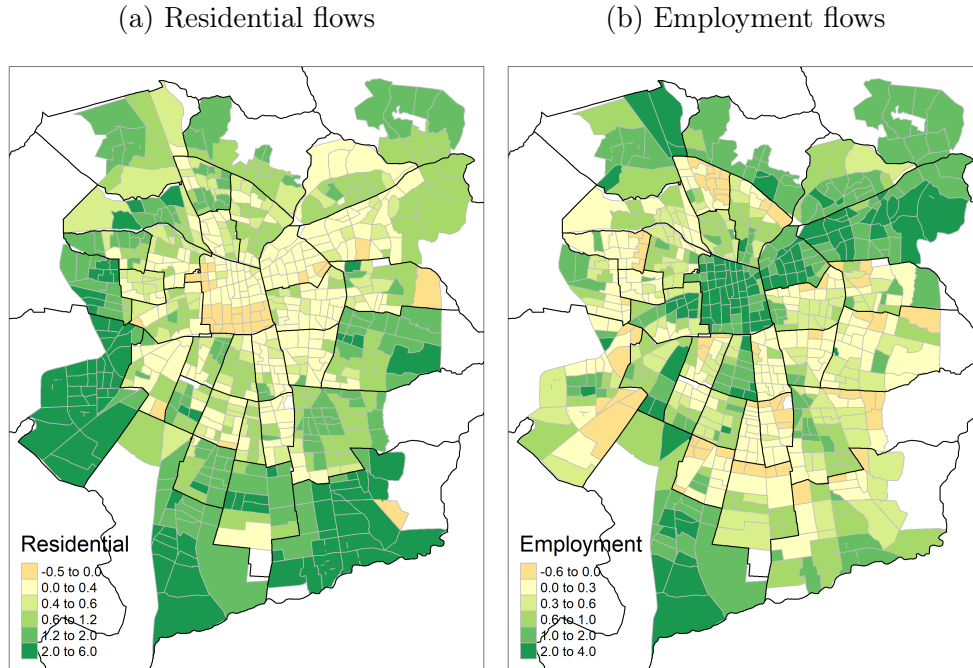 (a) Residential flows
(b) Employment flows
Residential
-0.5 to 0.0
0.0 to 0.4
0.4 to 0.6
0.6 to 1.2
1.2 to 2.0
2.0 to 6.0
Employment
-0.6 to 0.0
0.0 to 0.3
0.3 to 0.6
0.6 to 1.0
1.0 to 2.0
2.0 to 4.0